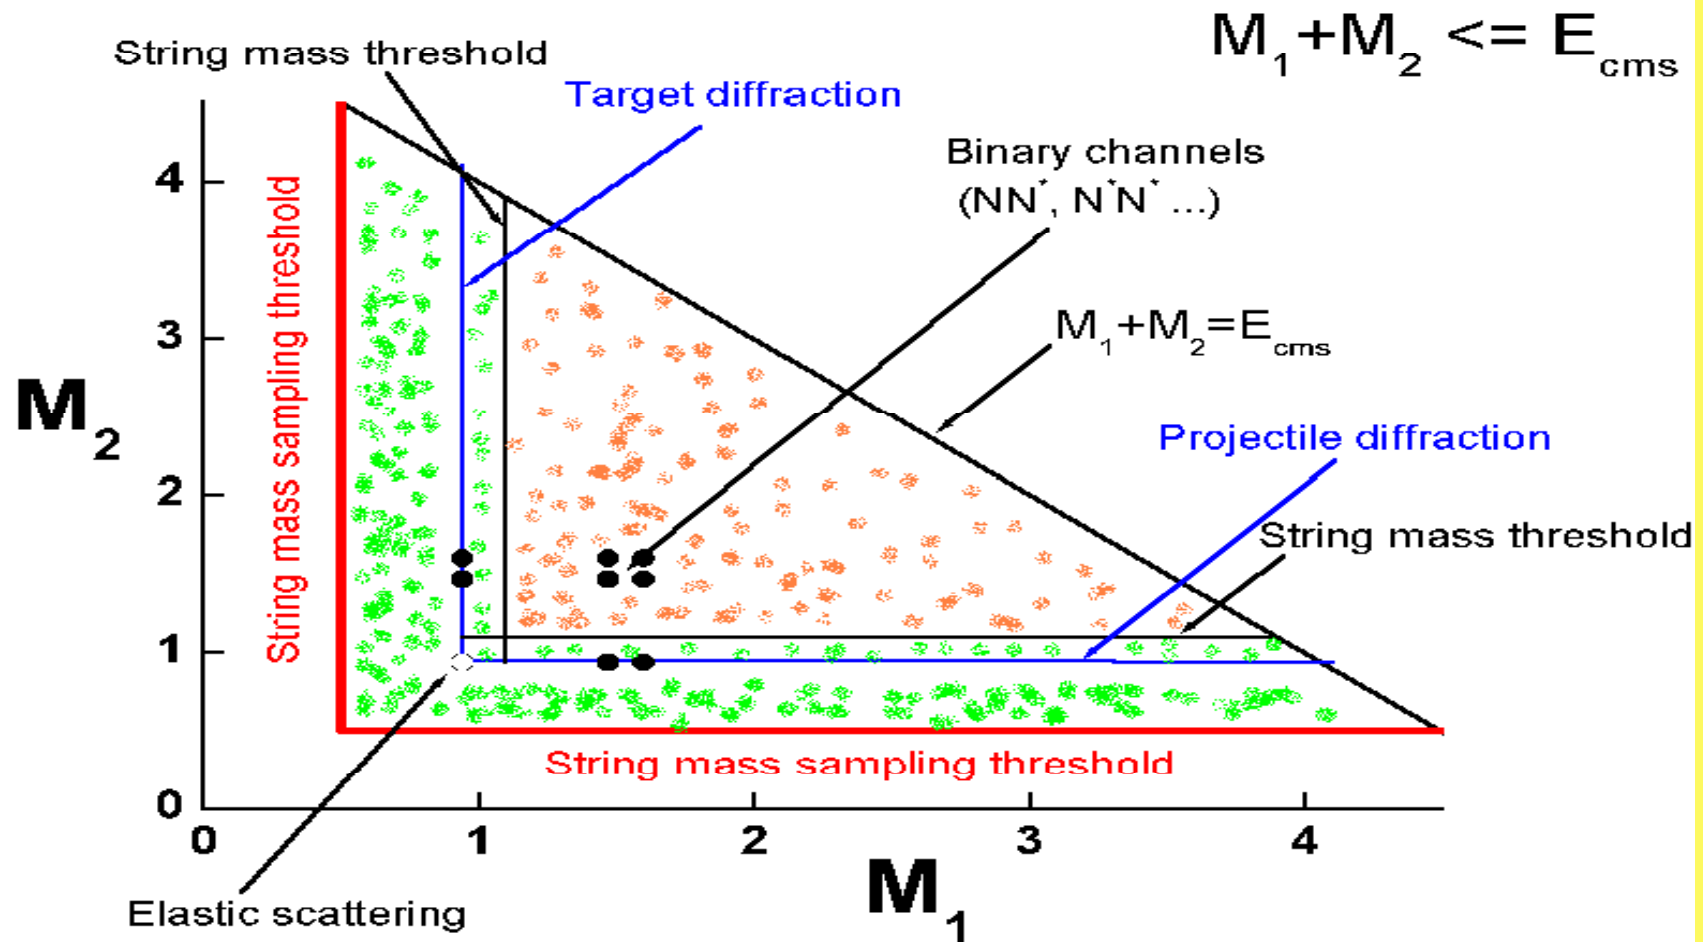 M1+M2 <= Ecms
String mass threshold
Target diffraction
Binary channels
(NN*, N*N* ...)
M1+M2=Ecms
Projectile diffraction
String mass threshold
String mass sampling threshold
String mass sampling threshold
Elastic scattering
M2
4
3
2
1
0
0 1 2 3 4
M1